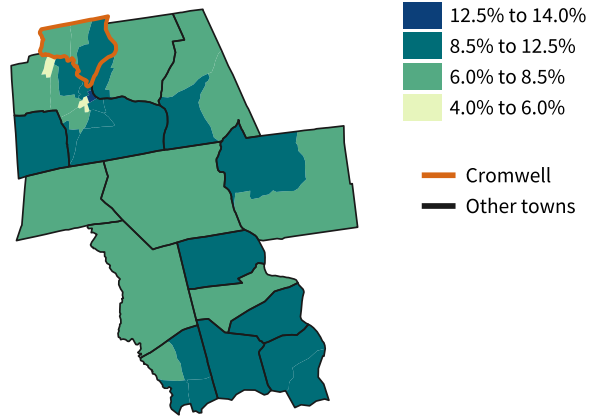 12.5% to 14.0%
8.5% to 12.5%
6.0% to 8.5%
4.0% to 6.0%
Cromwell
Other towns